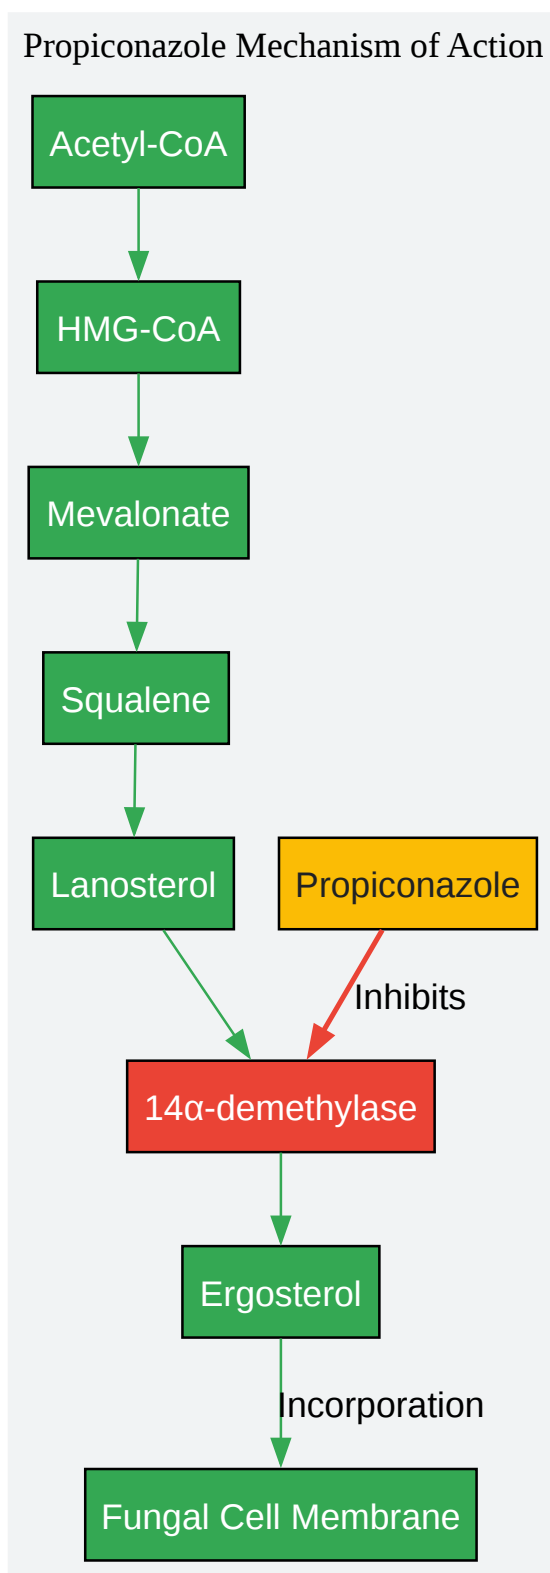 Propiconazole Mechanism of Action
Acetyl-CoA
HMG-CoA
Mevalonate
Squalene
Lanosterol
Propiconazole
Inhibits
14α-demethylase
Ergosterol
Incorporation
Fungal Cell Membrane